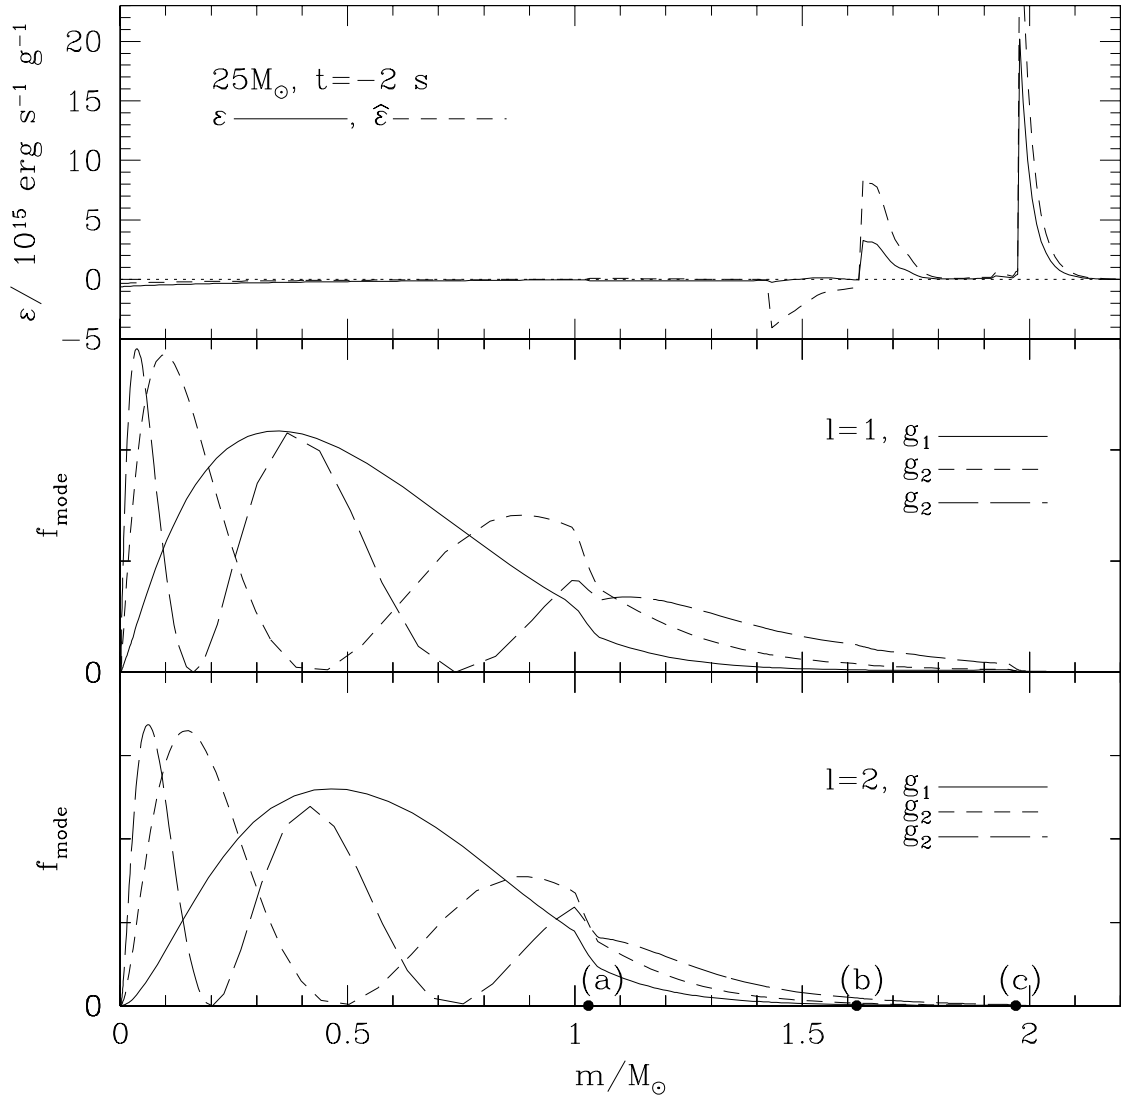 20
15
10
5
0
−5
ε/ 10¹⁵ erg s⁻¹ g⁻¹
25M☉, t=−2 s
ε, ε̂
f_mode
0
l=1, g₁
g₂
g₂
f_mode
0
l=2, g₁
g₂
g₂
(a) (b) (c)
0 0.5 1 1.5 2
m/M☉